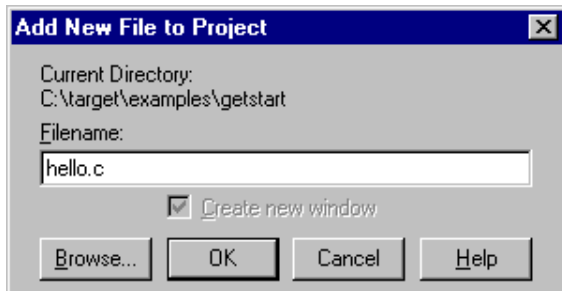 Add New File to Project
Current Directory:
C:\target\examples\getstart
Filename:
hello.c
Create new window
Browse... OK Cancel Help